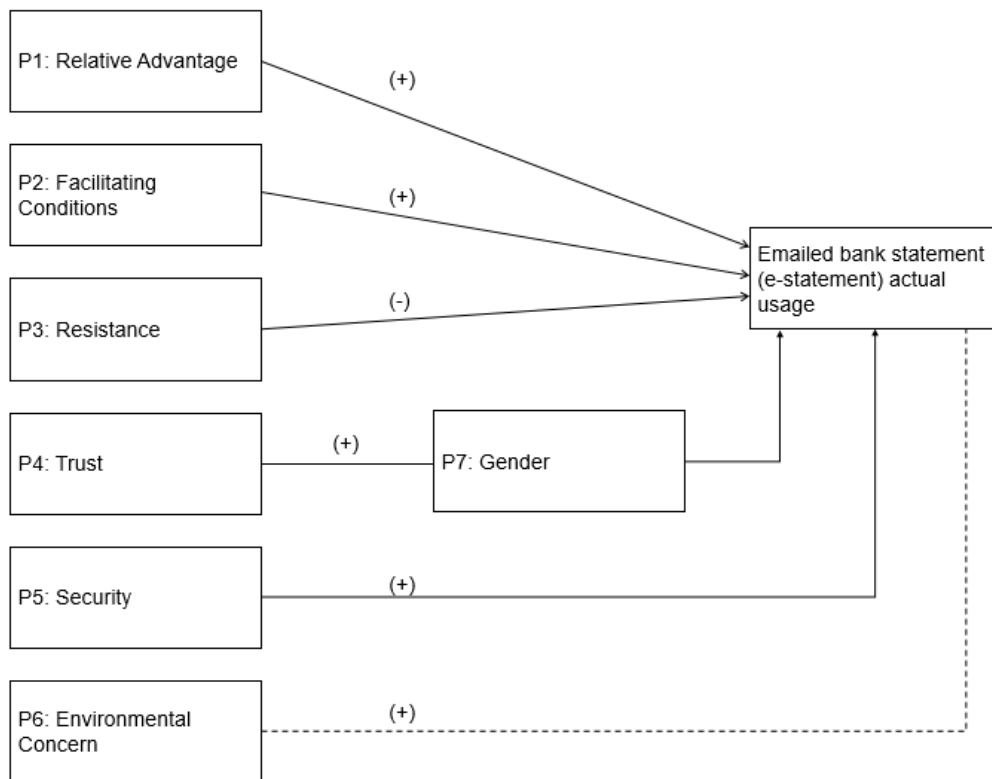 P1: Relative Advantage
(+)
P2: Facilitating
Conditions
(+)
Emailed bank statement
(e-statement) actual
usage
P3: Resistance
(-)
P4: Trust
(+)
P7: Gender
P5: Security
(+)
P6: Environmental
Concern
(+)